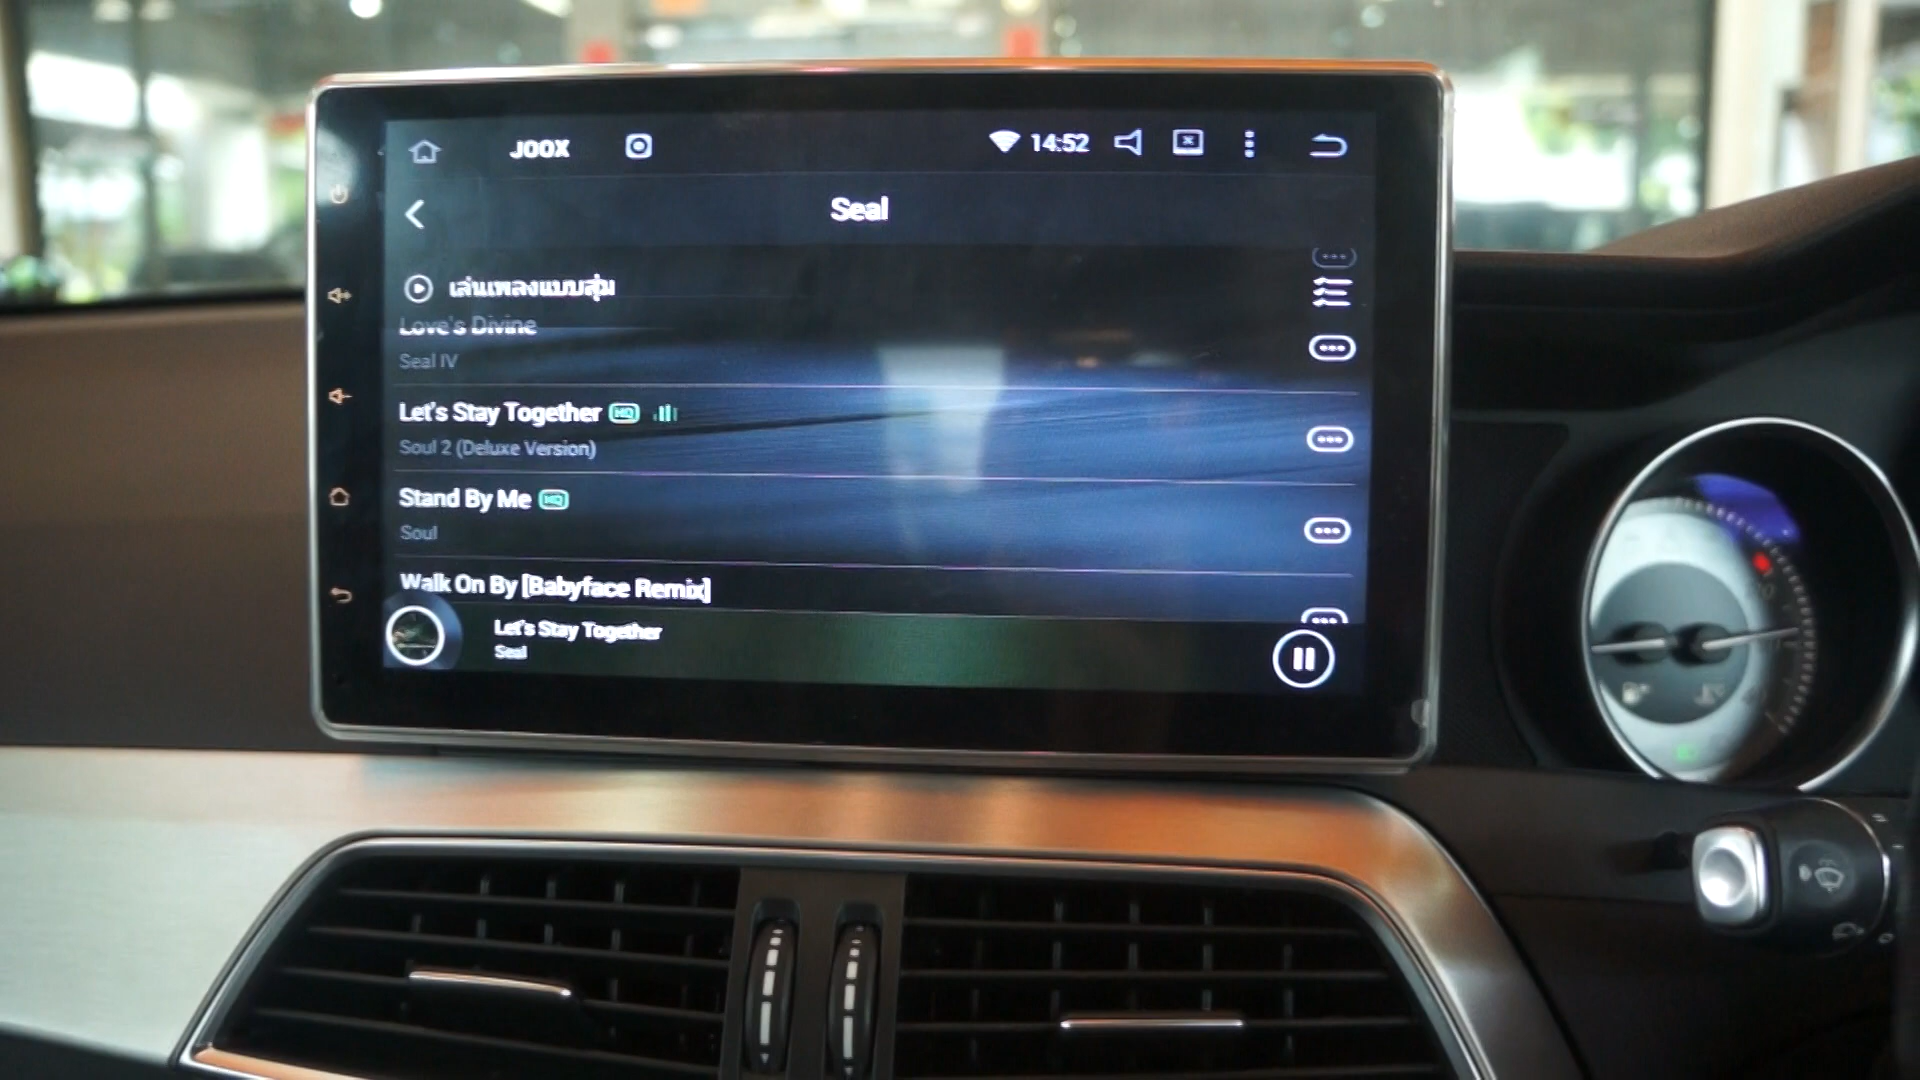 JOOX
14:52
Seal
เล่นเพลงแบบสุ่ม
Love's Divine
Seal IV
Let's Stay Together HQ
Soul 2 (Deluxe Version)
Stand By Me HQ
Soul
Walk On By [Babyface Remix]
Let's Stay Together
Seal